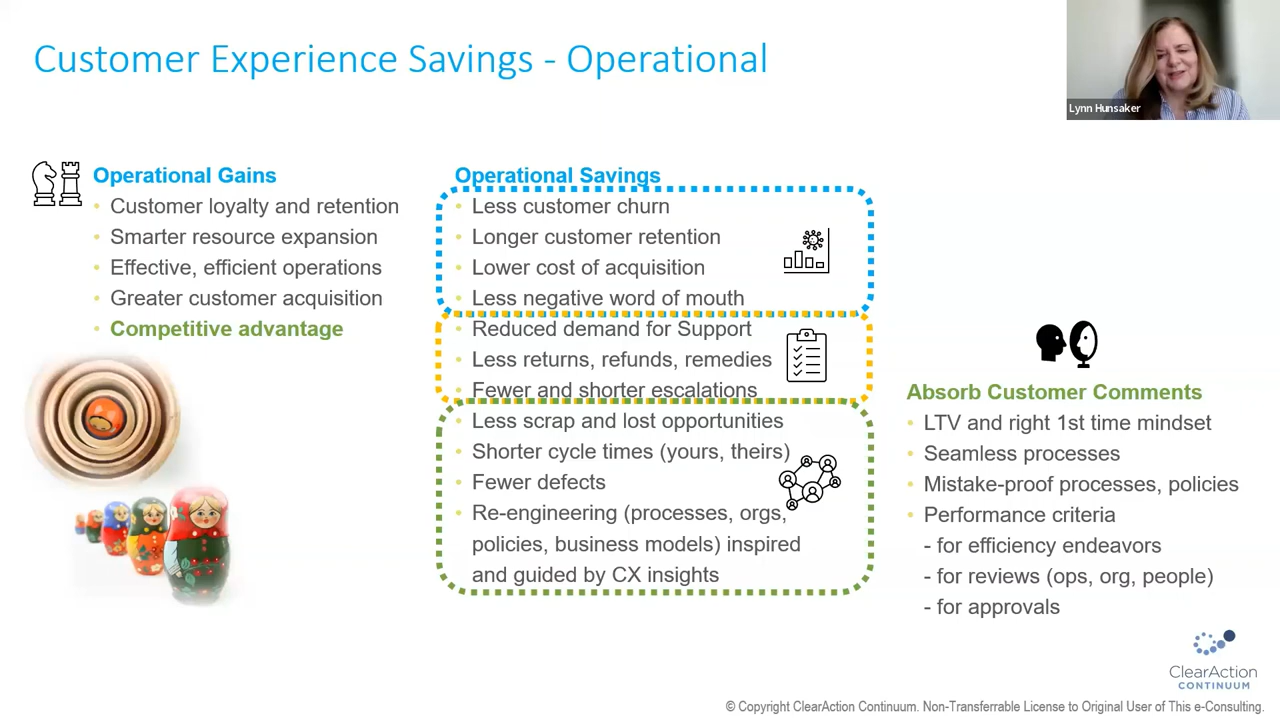 Customer Experience Savings - Operational
Lynn Hunsaker
Operational Gains
• Customer loyalty and retention
• Smarter resource expansion
• Effective, efficient operations
• Greater customer acquisition
• Competitive advantage
Operational Savings
• Less customer churn
• Longer customer retention
• Lower cost of acquisition
• Less negative word of mouth
• Reduced demand for Support
• Less returns, refunds, remedies
• Fewer and shorter escalations
• Less scrap and lost opportunities
• Shorter cycle times (yours, theirs)
• Fewer defects
• Re-engineering (processes, orgs,
policies, business models) inspired
and guided by CX insights
Absorb Customer Comments
• LTV and right 1st time mindset
• Seamless processes
• Mistake-proof processes, policies
• Performance criteria
- for efficiency endeavors
- for reviews (ops, org, people)
- for approvals
ClearAction
CONTINUUM
© Copyright ClearAction Continuum. Non-Transferrable License to Original User of This e-Consulting.